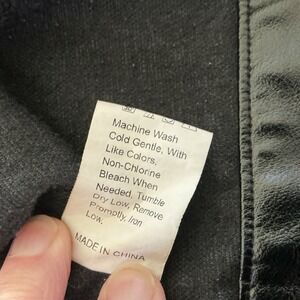 Machine Wash
Cold Gentle, With
Like Colors,
Non-Chlorine
Bleach When
Needed, Tumble
Dry Low, Remove
Promptly, Iron
Low.
MADE IN CHINA